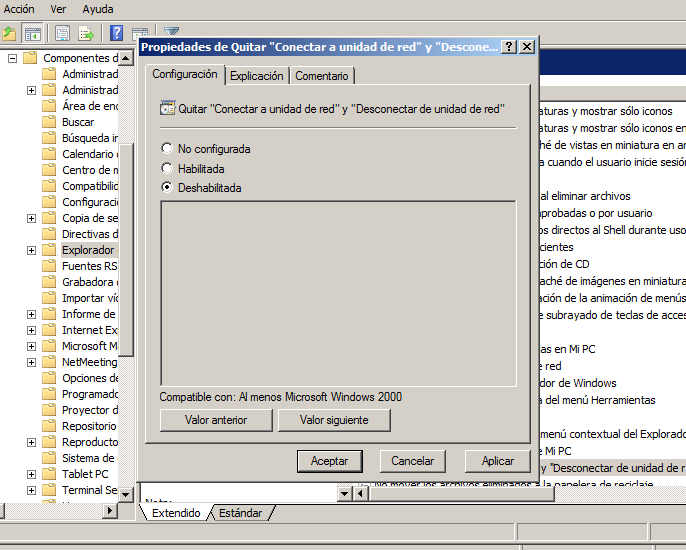 Acción Ver Ayuda
Propiedades de Quitar "Conectar a unidad de red" y "Descone...
Configuración Explicación Comentario
Quitar "Conectar a unidad de red" y "Desconectar de unidad de red"
No configurada
Habilitada
Deshabilitada
Compatible con: Al menos Microsoft Windows 2000
Valor anterior Valor siguiente
Aceptar Cancelar Aplicar
Componentes d
Administrad
Administrad
Área de enc
Buscar
Búsqueda in
Calendario
Centro de m
Compatibilid
Configuració
Copia de se
Directivas d
Explorador
Fuentes RS
Grabadora
Importar víd
Informe de
Internet Ex
Microsoft M
NetMeeting
Opciones de
Programado
Proyector d
Repositorio
Reproducto
Sistema de
Tablet PC
Terminal Se
aturas y mostrar sólo iconos
aturas y mostrar sólo iconos en
ché de vistas en miniatura en ar
a cuando el usuario inicie sesión
al eliminar archivos
probadas o por usuario
os directos al Shell durante uso
cientes
ción de CD
aché de imágenes en miniatura
ación de la animación de menús
e subrayado de teclas de acces
as en Mi PC
e red
dor de Windows
a del menú Herramientas
menú contextual del Explorado
e Mi PC
y "Desconectar de unidad de r
No mover los archivos eliminados a la papelera de reciclaje
Extendido Estándar